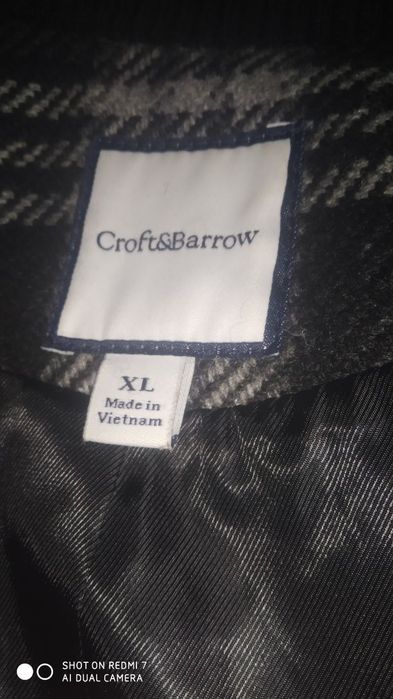 Croft&Barrow
XL
Made in
Vietnam
SHOT ON REDMI 7
AI DUAL CAMERA